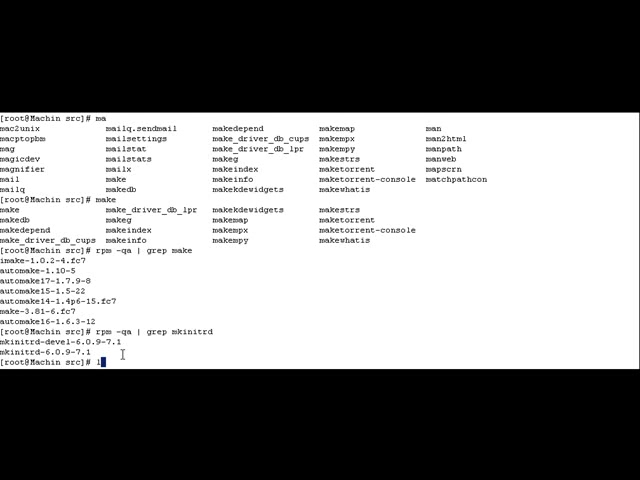 [root@Machin src]# ma
mac2unix mailq.sendmail makedepend makemap man
macptopbm mailsettings make_driver_db_cups makempx man2html
mag mailstat make_driver_db_lpr makempy manpath
magicdev mailstats makeg makestrs manweb
magnifier mailx makeindex maketorrent mapscrn
mail make makeinfo maketorrent-console matchpathcon
mailq makedb makekdewidgets makewhatis
[root@Machin src]# make
make make_driver_db_lpr makekdewidgets makestrs
makedb makeg makemap maketorrent
makedepend makeindex makempx maketorrent-console
make_driver_db_cups makeinfo makempy makewhatis
[root@Machin src]# rpm -qa | grep make
imake-1.0.2-4.fc7
automake-1.10-5
automake17-1.7.9-8
automake15-1.5-22
automake14-1.4p6-15.fc7
make-3.81-6.fc7
automake16-1.6.3-12
[root@Machin src]# rpm -qa | grep mkinitrd
mkinitrd-devel-6.0.9-7.1
mkinitrd-6.0.9-7.1
[root@Machin src]# l